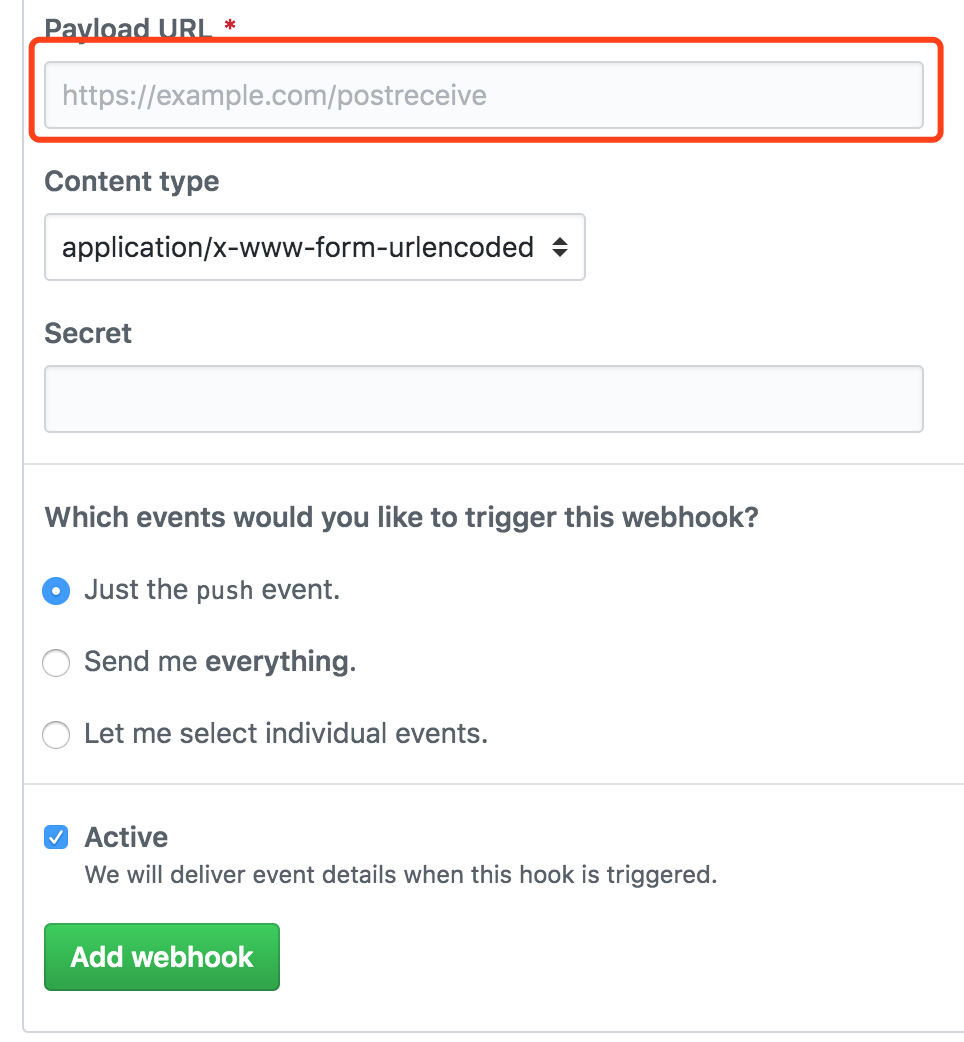 Payload URL *
https://example.com/postreceive
Content type
application/x-www-form-urlencoded
Secret
Which events would you like to trigger this webhook?
Just the push event.
Send me everything.
Let me select individual events.
Active
We will deliver event details when this hook is triggered.
Add webhook